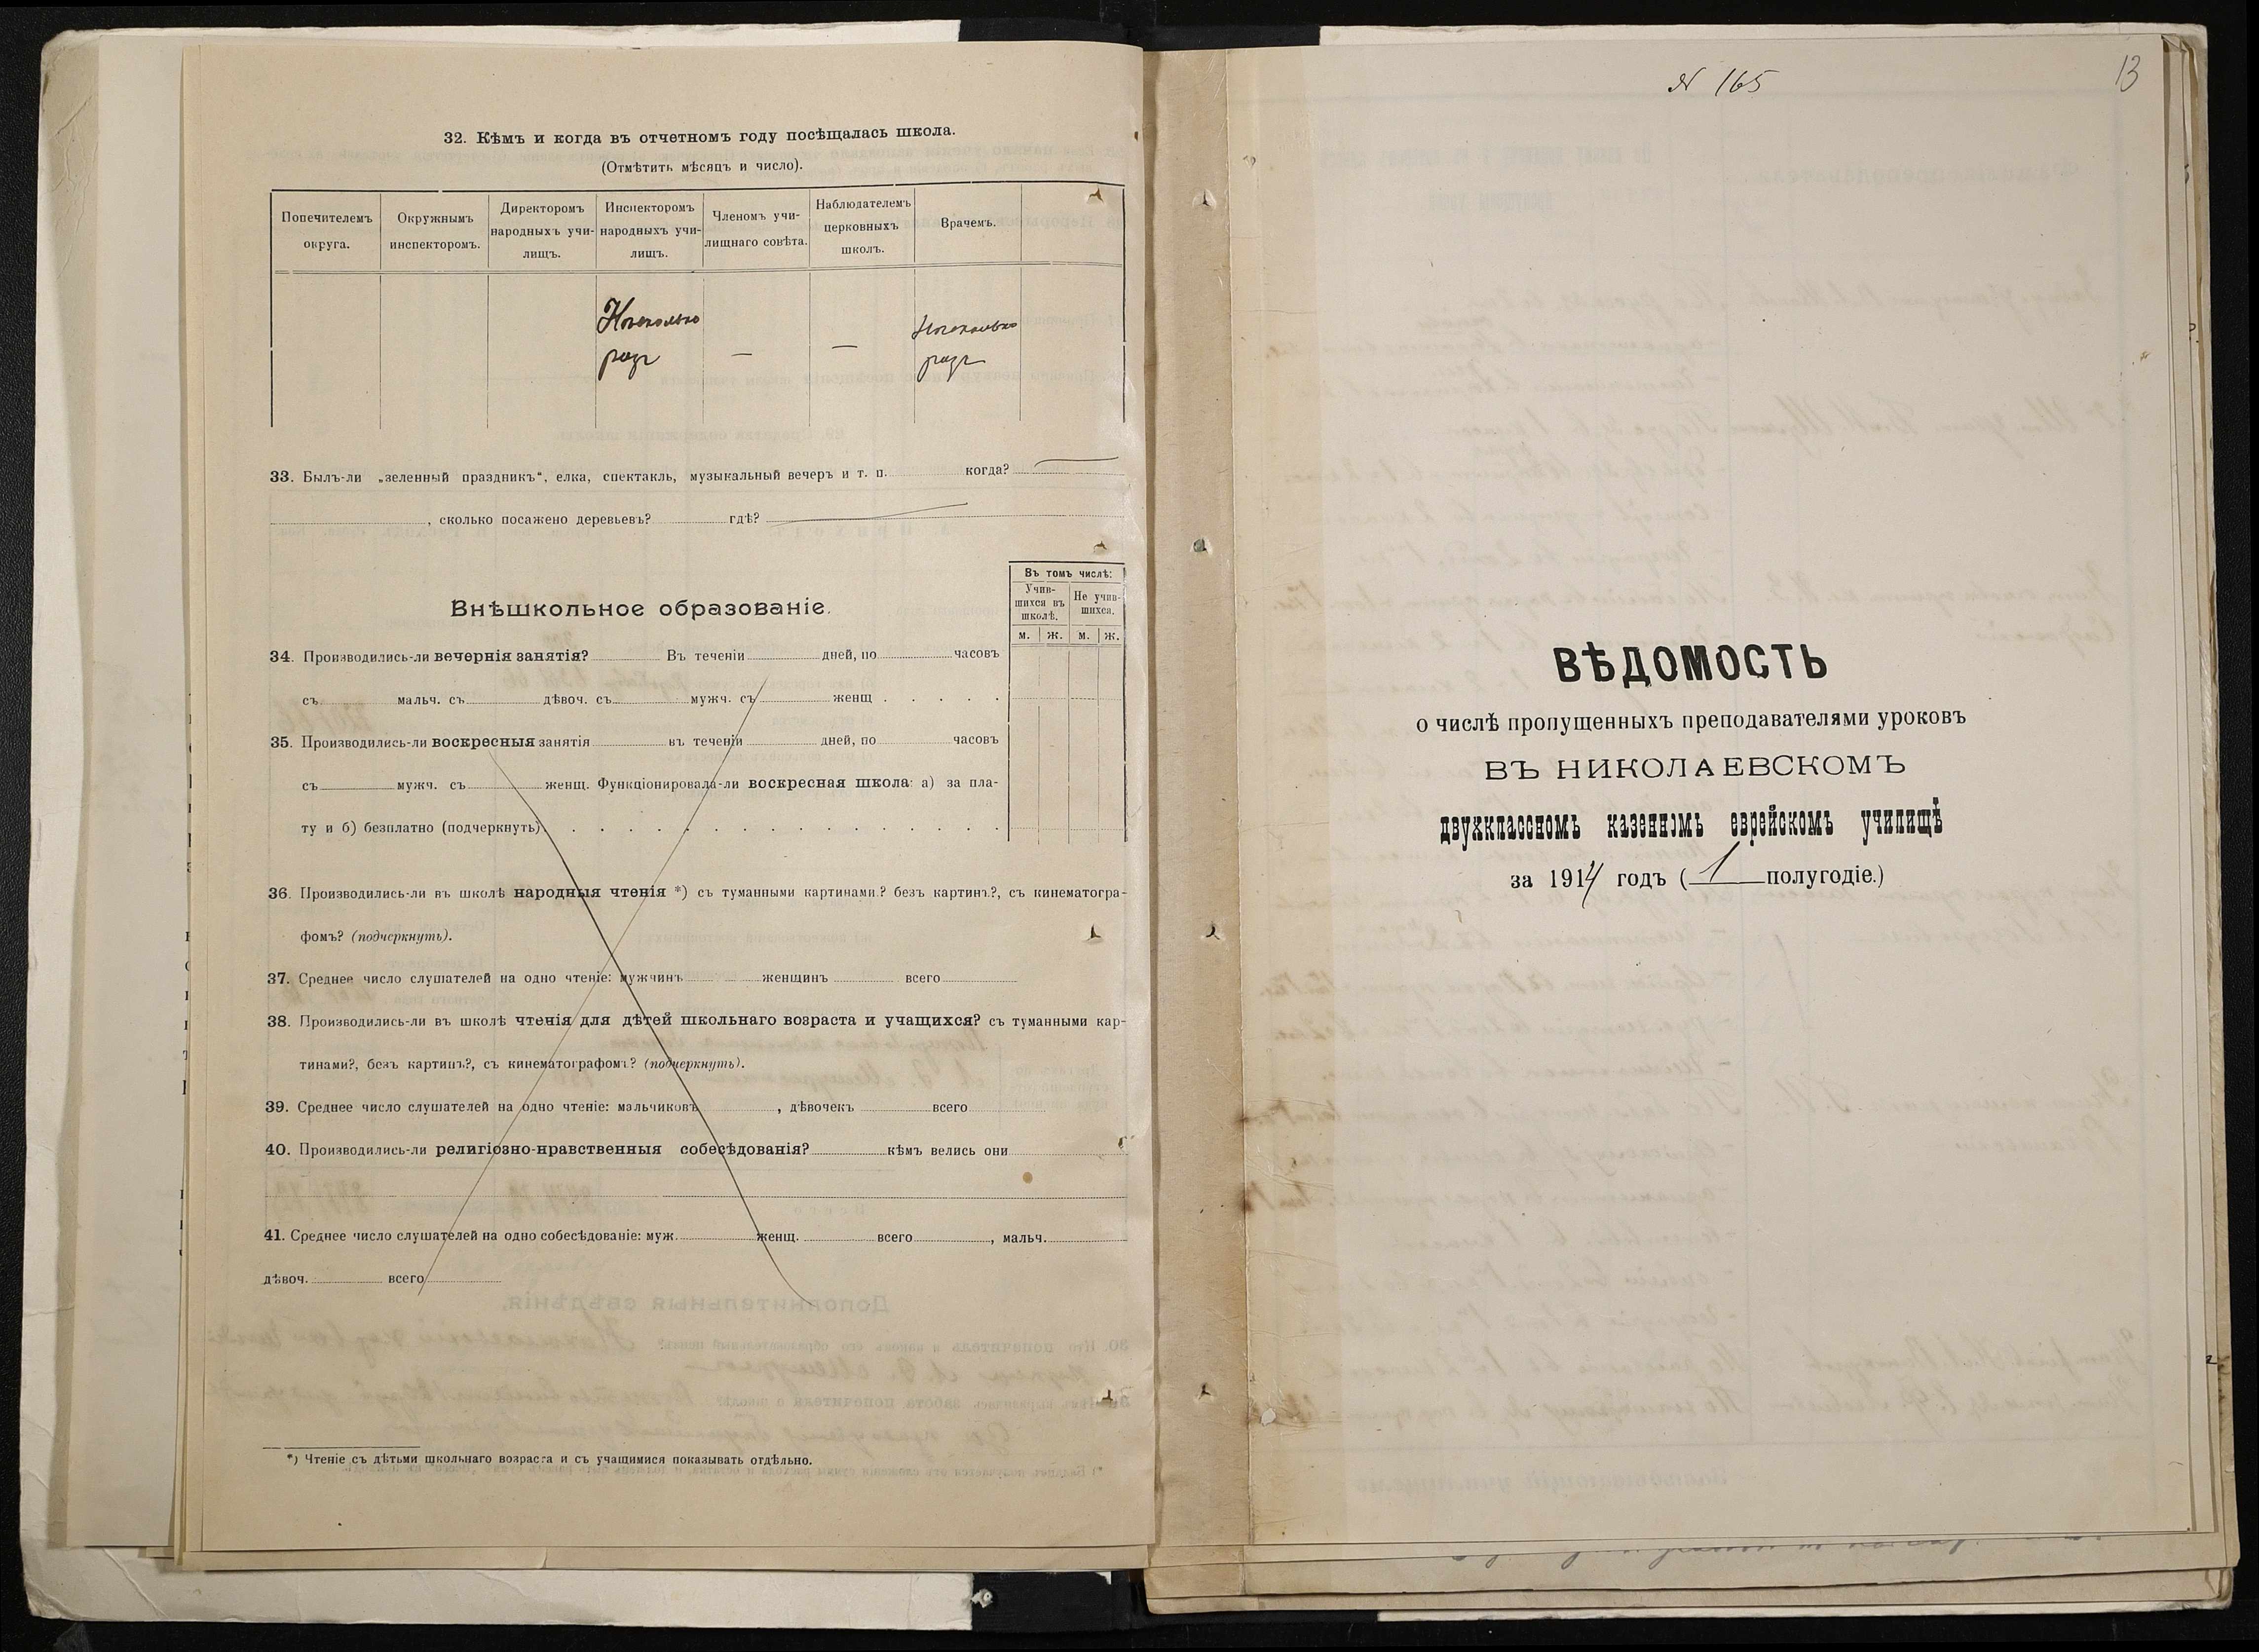 32. Кѣмъ и когда въ отчетномъ году посѣщалась школа.
(Отмѣтить мѣсяцъ и число).
Попечителемъ округа.
Окружнымъ инспекторомъ.
Директоромъ народныхъ учи-лищъ.
Инспекторомъ народныхъ учи-лищъ.
Членомъ учи-лищнаго совѣта.
Наблюдателемъ церковныхъ школъ.
Врачемъ.
Нѣсколько
разъ
—
—
Нѣсколько
разъ
33. Былъ-ли „зеленный праздникъ“, елка, спектакль, музыкальный вечеръ и т. п. когда?
, сколько посажено деревьевъ? гдѣ?
Въ томъ числѣ:
Учив-шихся въ школѣ.
Не учив-шихся.
м. ж. м. ж.
Внѣшкольное образованіе.
34. Производились-ли вечернія занятія? Въ теченіи дней, по часовъ
съ мальч. съ дѣвоч. съ мужч. съ женщ . . . . .
35. Производились-ли воскресныя занятія въ теченіи дней, по часовъ
съ мужч. съ женщ. Функціонировала-ли воскресная школа: а) за пла-
ту и б) безплатно (подчеркнуть). . . . . . . . . . . . . . . . .
36. Производились-ли въ школѣ народныя чтенія *) съ туманными картинами? безъ картинъ?, съ кинематогра-
фомъ? (подчеркнуть).
37. Среднее число слушателей на одно чтеніе: мужчинъ женщинъ всего
38. Производились-ли въ школѣ чтенія для дѣтей школьнаго возраста и учащихся? съ туманными кар-
тинами?, безъ картинъ?, съ кинематографомъ? (подчеркнуть).
39. Среднее число слушателей на одно чтеніе: мальчиковъ , дѣвочекъ всего
40. Производились-ли религіозно-нравственныя собесѣдованія? кѣмъ велись они
41. Среднее число слушателей на одно собесѣдованіе: муж. женщ. всего , мальч.
дѣвоч. всего
*) Чтеніе съ дѣтьми школьнаго возраста и съ учащимися показывать отдѣльно.
№ 165
13
ВѢДОМОСТЬ
о числѣ пропущенныхъ преподавателями уроковъ
ВЪ НИКОЛАЕВСКОМЪ
двухклассномъ казенномъ еврейскомъ училищѣ
за 1914 годъ ( 1 полугодіе.)